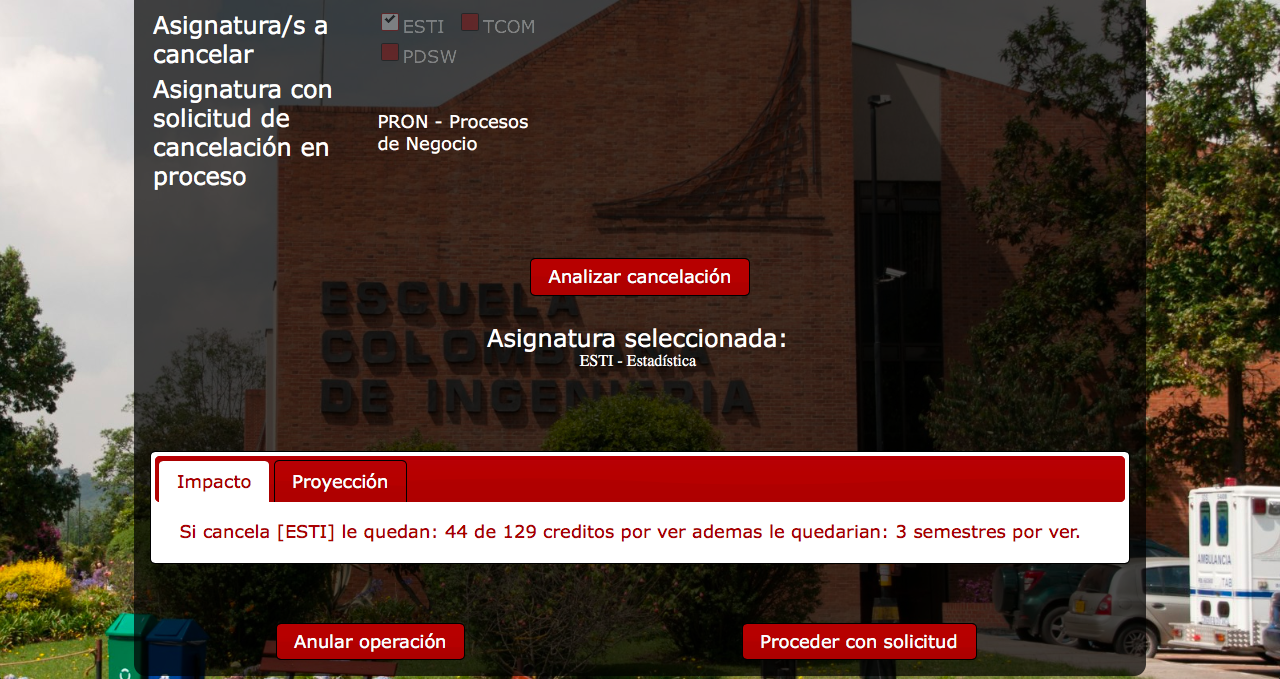 Asignatura/s a
cancelar
ESTI TCOM
PDSW
Asignatura con
solicitud de
cancelación en
proceso
PRON - Procesos
de Negocio
Analizar cancelación
ESCUELA
COLOMBIANA
DE INGENIERIA
Asignatura seleccionada:
ESTI - Estadística
Impacto Proyección
Si cancela [ESTI] le quedan: 44 de 129 creditos por ver ademas le quedarian: 3 semestres por ver.
AMBULANCIA
TAB
Anular operación Proceder con solicitud